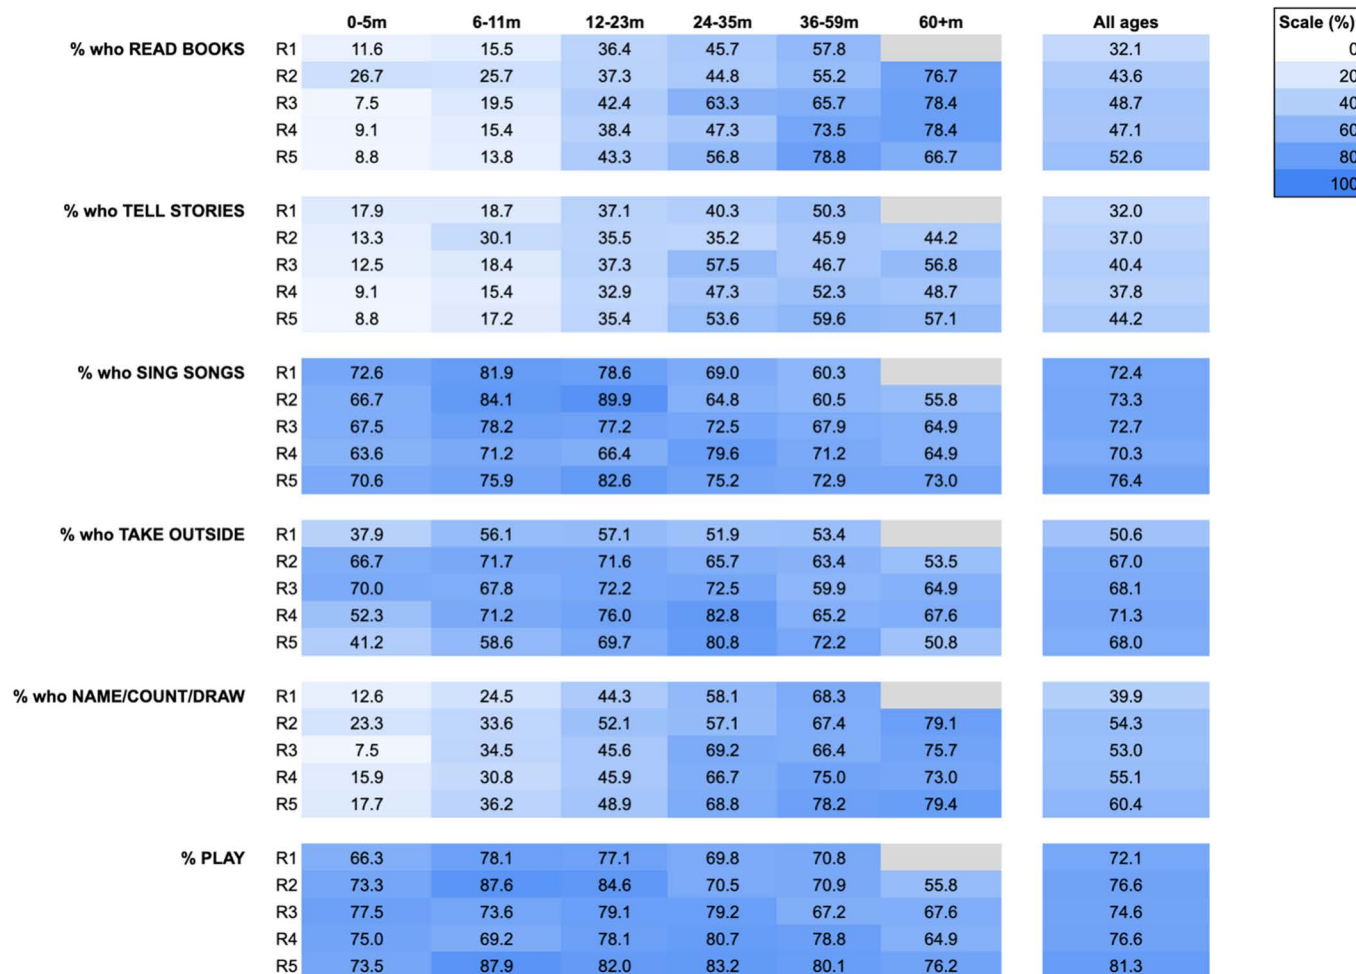 0-5m 6-11m 12-23m 24-35m 36-59m 60+m All ages Scale (%)
% who READ BOOKS R1 11.6 15.5 36.4 45.7 57.8 32.1 0
R2 26.7 25.7 37.3 44.8 55.2 76.7 43.6 20
R3 7.5 19.5 42.4 63.3 65.7 78.4 48.7 40
R4 9.1 15.4 38.4 47.3 73.5 78.4 47.1 60
R5 8.8 13.8 43.3 56.8 78.8 66.7 52.6 80
100
% who TELL STORIES R1 17.9 18.7 37.1 40.3 50.3 32.0
R2 13.3 30.1 35.5 35.2 45.9 44.2 37.0
R3 12.5 18.4 37.3 57.5 46.7 56.8 40.4
R4 9.1 15.4 32.9 47.3 52.3 48.7 37.8
R5 8.8 17.2 35.4 53.6 59.6 57.1 44.2
% who SING SONGS R1 72.6 81.9 78.6 69.0 60.3 72.4
R2 66.7 84.1 89.9 64.8 60.5 55.8 73.3
R3 67.5 78.2 77.2 72.5 67.9 64.9 72.7
R4 63.6 71.2 66.4 79.6 71.2 64.9 70.3
R5 70.6 75.9 82.6 75.2 72.9 73.0 76.4
% who TAKE OUTSIDE R1 37.9 56.1 57.1 51.9 53.4 50.6
R2 66.7 71.7 71.6 65.7 63.4 53.5 67.0
R3 70.0 67.8 72.2 72.5 59.9 64.9 68.1
R4 52.3 71.2 76.0 82.8 65.2 67.6 71.3
R5 41.2 58.6 69.7 80.8 72.2 50.8 68.0
% who NAME/COUNT/DRAW R1 12.6 24.5 44.3 58.1 68.3 39.9
R2 23.3 33.6 52.1 57.1 67.4 79.1 54.3
R3 7.5 34.5 45.6 69.2 66.4 75.7 53.0
R4 15.9 30.8 45.9 66.7 75.0 73.0 55.1
R5 17.7 36.2 48.9 68.8 78.2 79.4 60.4
% PLAY R1 66.3 78.1 77.1 69.8 70.8 72.1
R2 73.3 87.6 84.6 70.5 70.9 55.8 76.6
R3 77.5 73.6 79.1 79.2 67.2 67.6 74.6
R4 75.0 69.2 78.1 80.7 78.8 64.9 76.6
R5 73.5 87.9 82.0 83.2 80.1 76.2 81.3